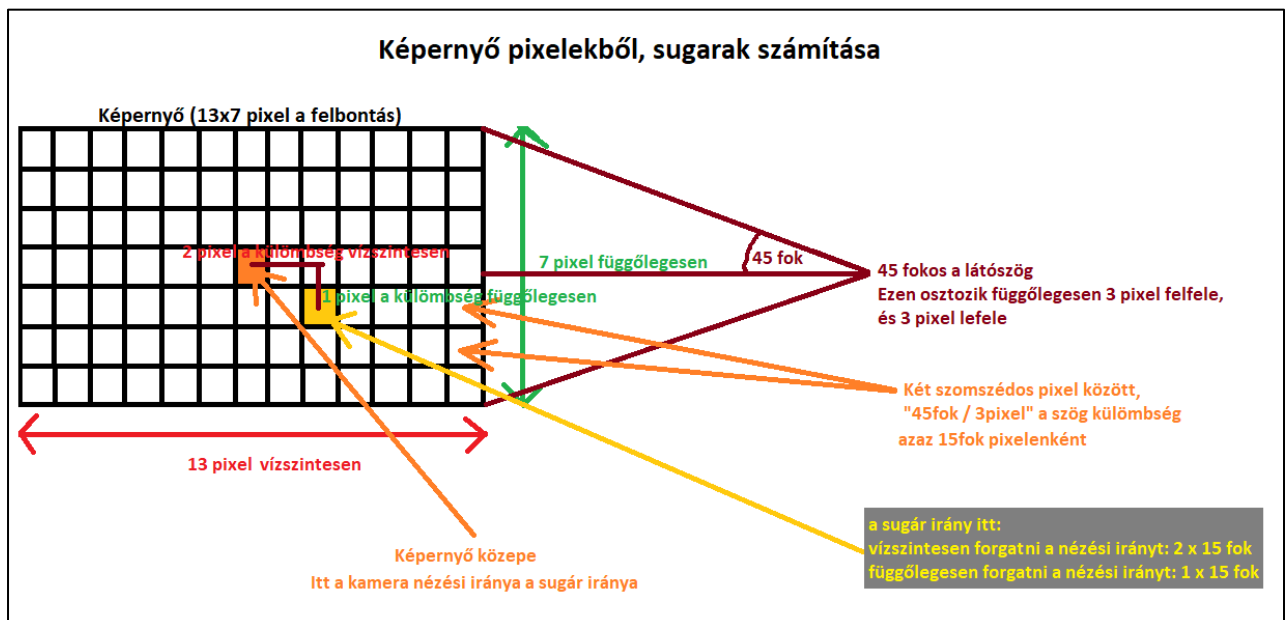 Képernyő pixelekből, sugarak számítása
Képernyő (13x7 pixel a felbontás)
2 pixel a külömbség vízszintesen
1 pixel a külömbség függőlegesen
7 pixel függőlegesen
45 fok
45 fokos a látószög
Ezen osztozik függőlegesen 3 pixel felfele,
és 3 pixel lefele
Két szomszédos pixel között,
"45fok / 3pixel" a szög külömbség
azaz 15fok pixelenként
13 pixel vízszintesen
Képernyő közepe
Itt a kamera nézési iránya a sugár iránya
a sugár irány itt:
vízszintesen forgatni a nézési irányt: 2 x 15 fok
függőlegesen forgatni a nézési irányt: 1 x 15 fok